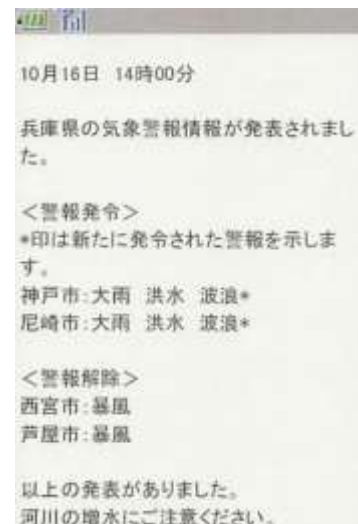 10月16日 14時00分
兵庫県の気象警報情報が発表されまし
た。
＜警報発令＞
*印は新たに発令された警報を示しま
す。
神戸市:大雨 洪水 波浪*
尼崎市:大雨 洪水 波浪*
＜警報解除＞
西宮市:暴風
芦屋市:暴風
以上の発表がありました。
河川の増水にご注意ください。